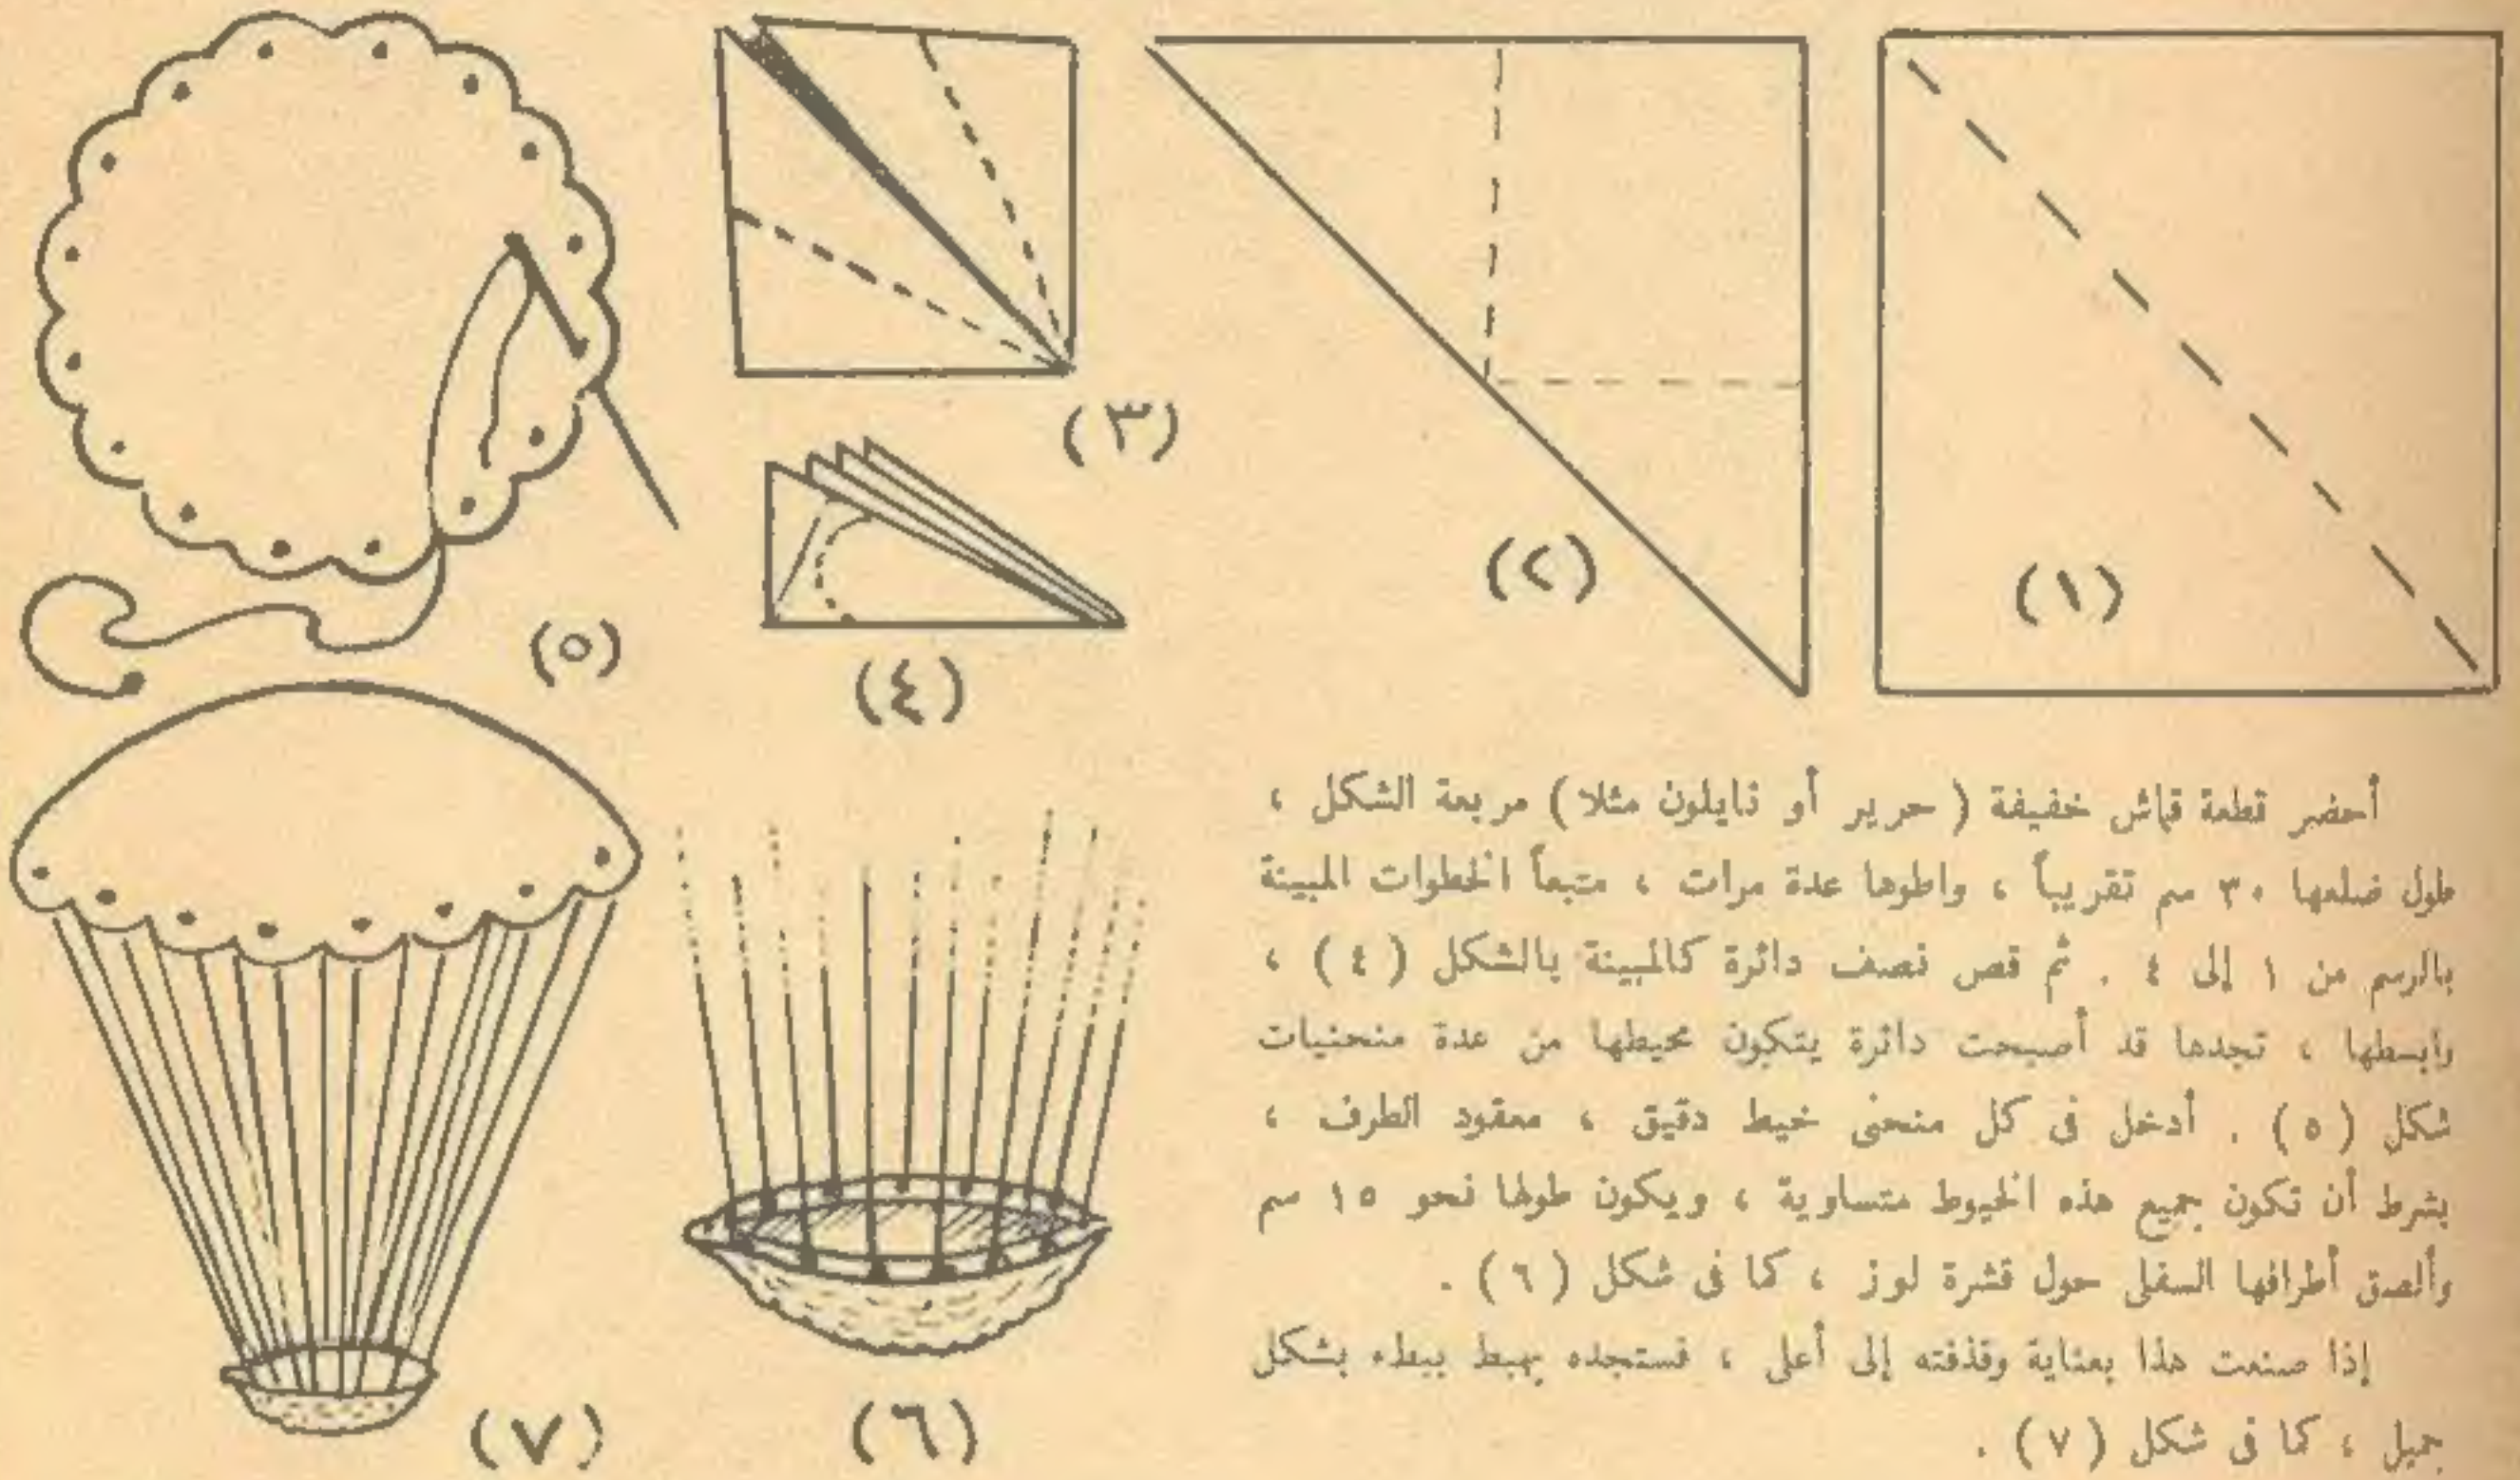 (١)
(٢)
(٣)
(٤)
(٥)
أحضر قطعة قماش خفيفة ( حرير أو نايلون مثلا ) مربعة الشكل ،
طول ضلعها ٣٠ سم تقريباً ، واطوها عدة مرات ، متبعاً الخطوات المبينة
بالرسم من ١ إلى ٤ . ثم قص نصف دائرة كالمبينة بالشكل ( ٤ ) ،
وابسطها ، تجدها قد أصبحت دائرة يتكون محيطها من عدة منحنيات
شكل ( ٥ ) . أدخل فى كل منحنى خيط دقيق ، معقود الطرف ،
بشرط أن تكون جميع هذه الخيوط متساوية ، ويكون طولها نحو ١٥ سم
وألصق أطرافها السفلى حول قشرة لوز ، كما فى شكل ( ٦ ) .
إذا صنعت هذا بعناية وقذفته إلى أعلى ، فستجده يهبط ببطء بشكل
جميل ، كما فى شكل ( ٧ ) .
(٦)
(٧)